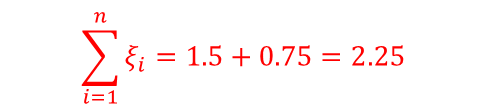 ∑_{i=1}^{n} ξ_i = 1.5 + 0.75 = 2.25